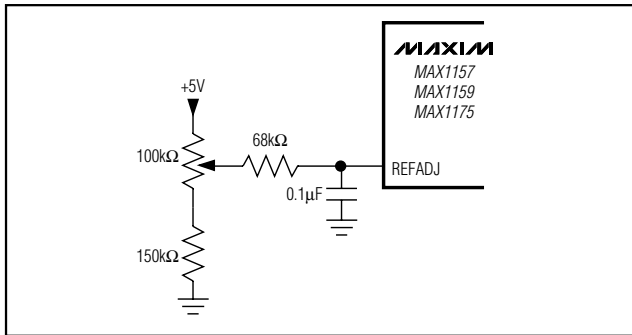 MAXIM
MAX1157
MAX1159
MAX1175
+5V
68kΩ
100kΩ
REFADJ
0.1μF
150kΩ